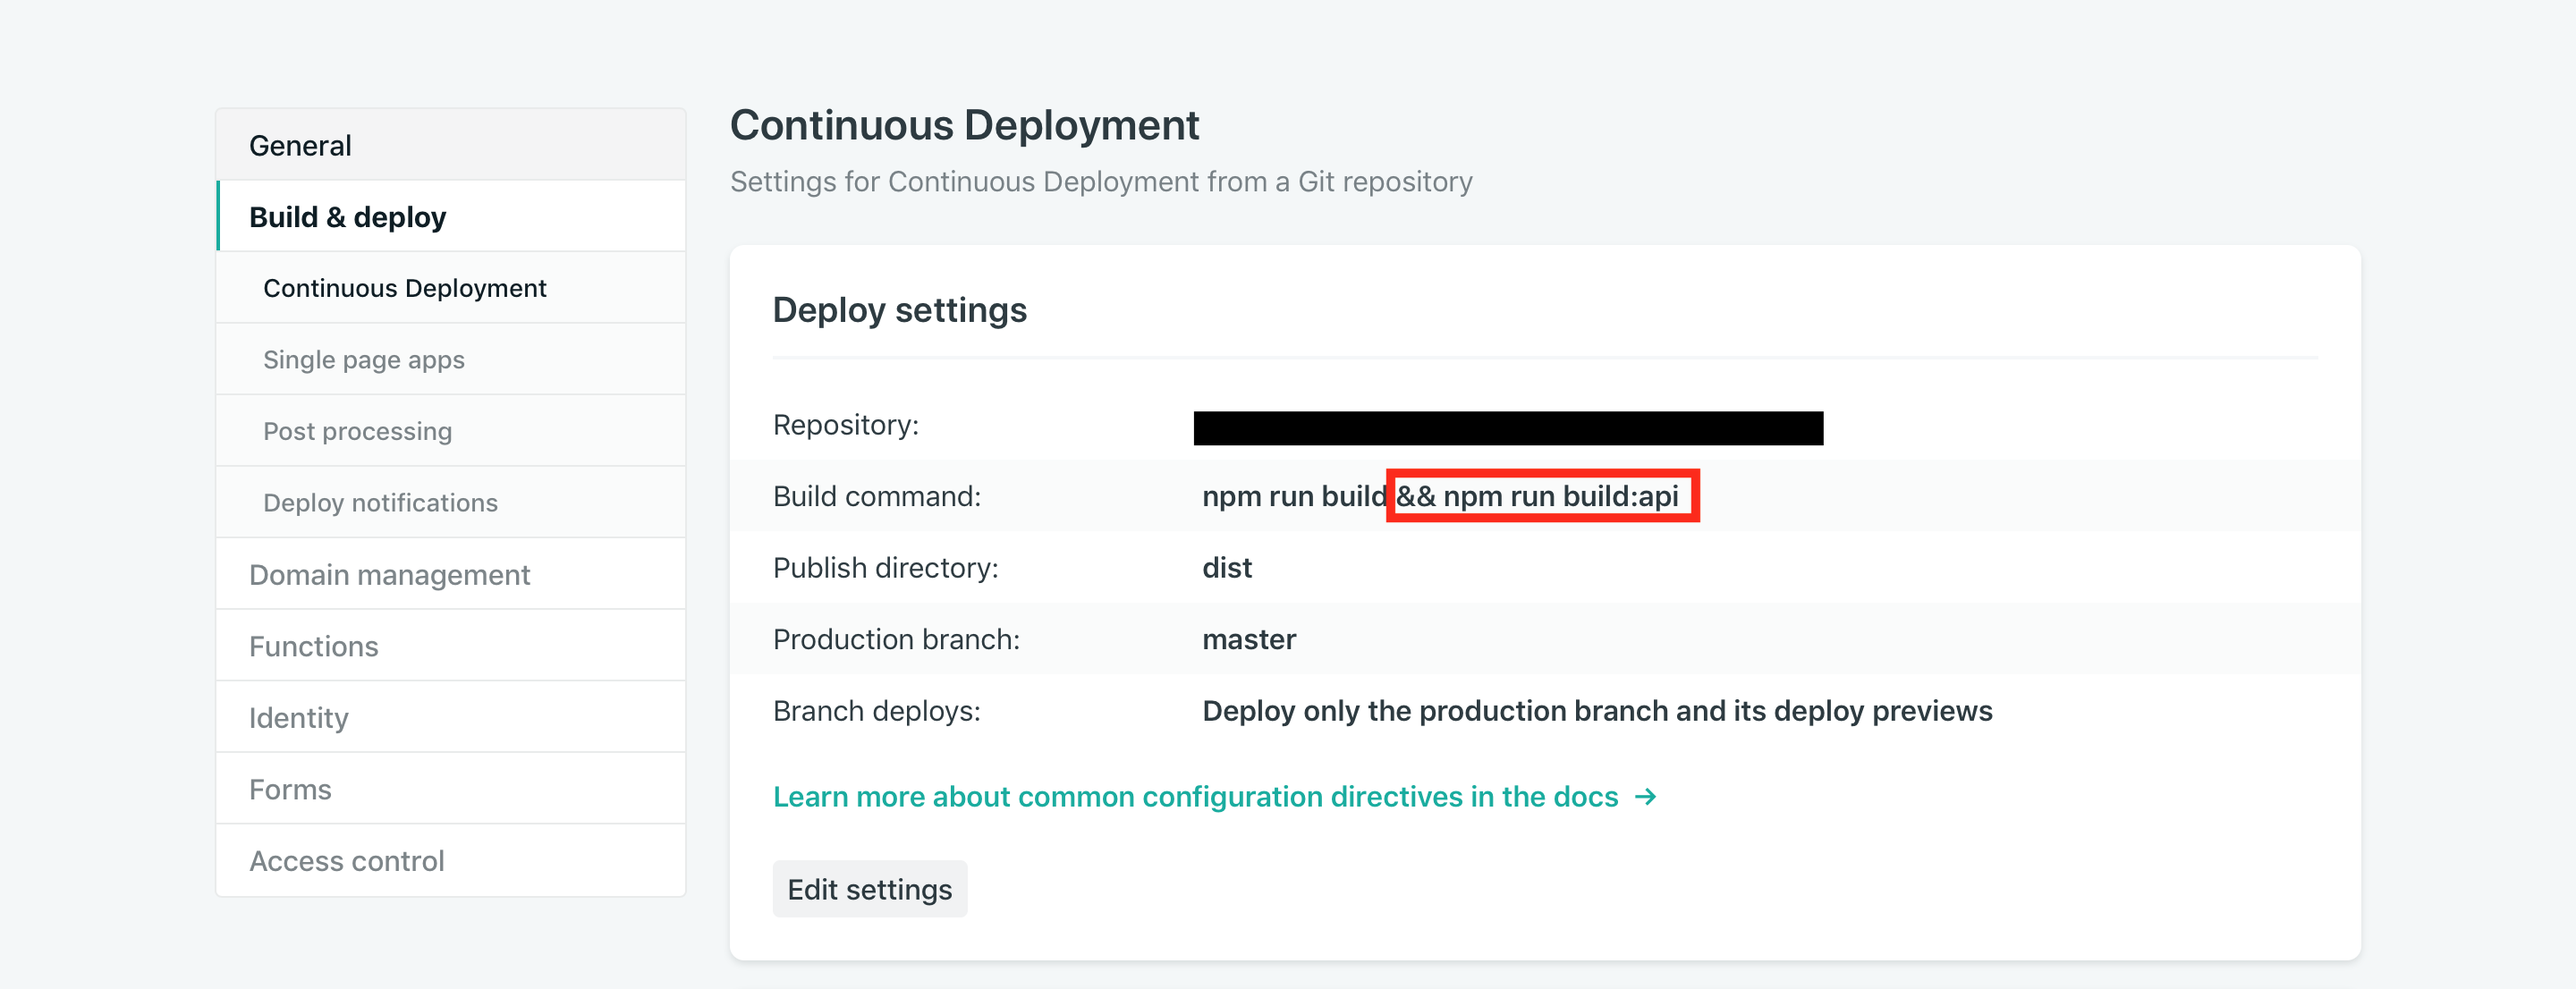 General
Build & deploy
Continuous Deployment
Single page apps
Post processing
Deploy notifications
Domain management
Functions
Identity
Forms
Access control
Continuous Deployment
Settings for Continuous Deployment from a Git repository
Deploy settings
Repository:
Build command: npm run build && npm run build:api
Publish directory: dist
Production branch: master
Branch deploys: Deploy only the production branch and its deploy previews
Learn more about common configuration directives in the docs →
Edit settings